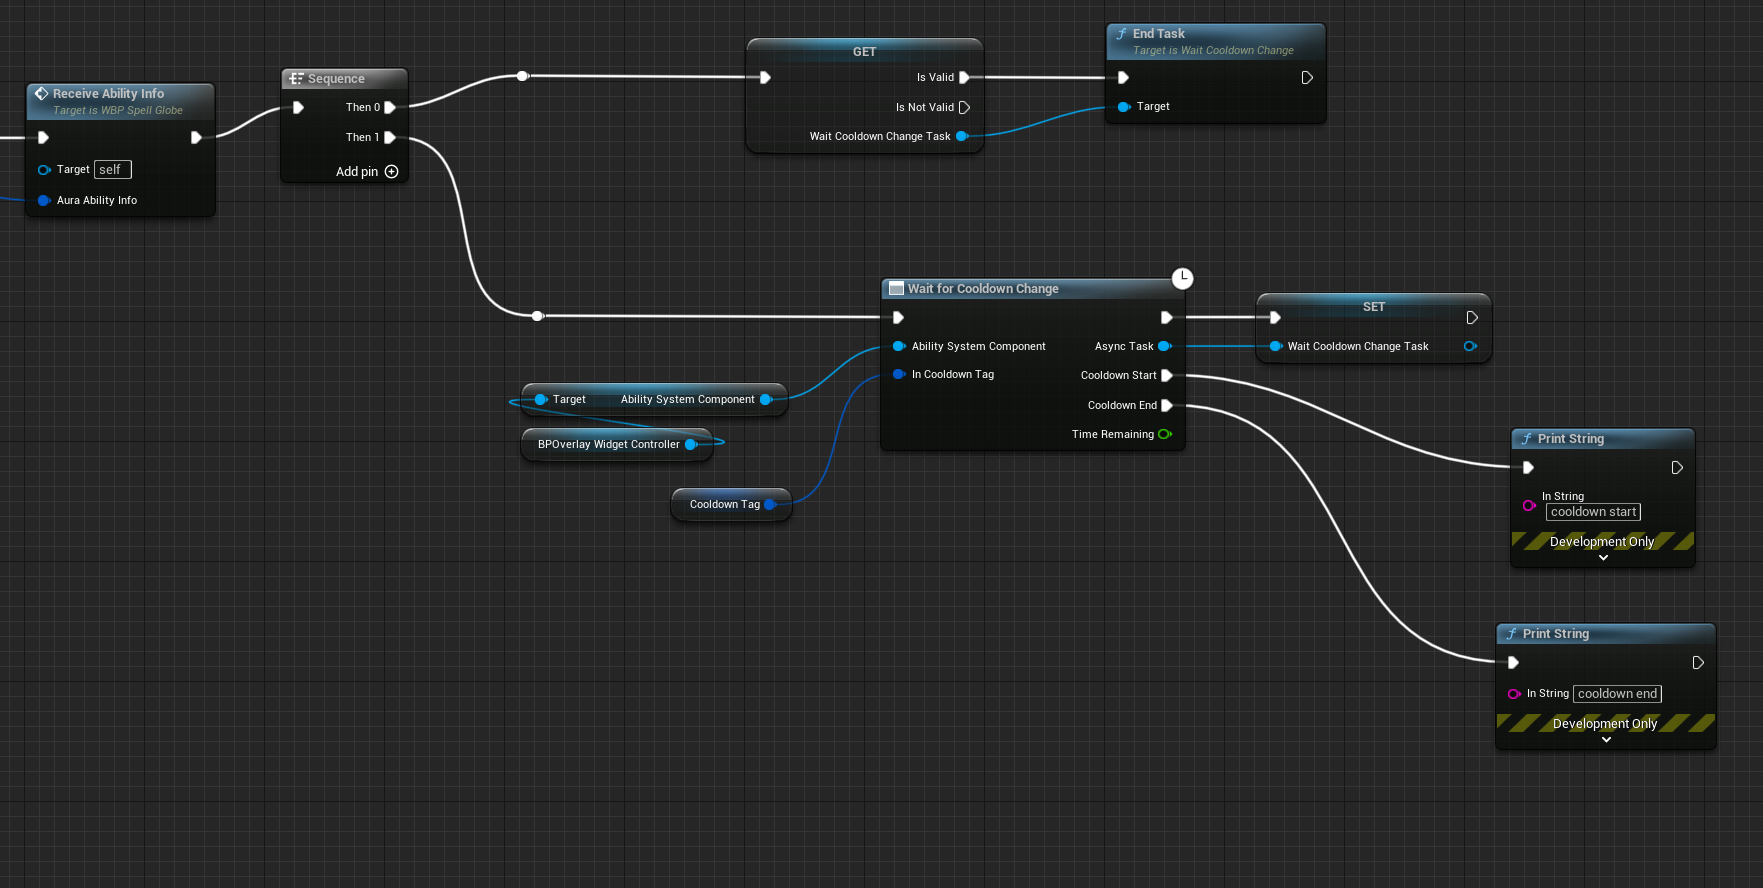 Receive Ability Info
Target is WBP Spell Globe
Target self
Aura Ability Info
Sequence
Then 0
Then 1
Add pin
GET
Is Valid
Is Not Valid
Wait Cooldown Change Task
End Task
Target is Wait Cooldown Change
Target
Wait for Cooldown Change
Ability System Component Async Task
In Cooldown Tag Cooldown Start
Cooldown End
Time Remaining
SET
Wait Cooldown Change Task
Target Ability System Component
BPOverlay Widget Controller
Cooldown Tag
Print String
In String
cooldown start
Development Only
Print String
In String cooldown end
Development Only